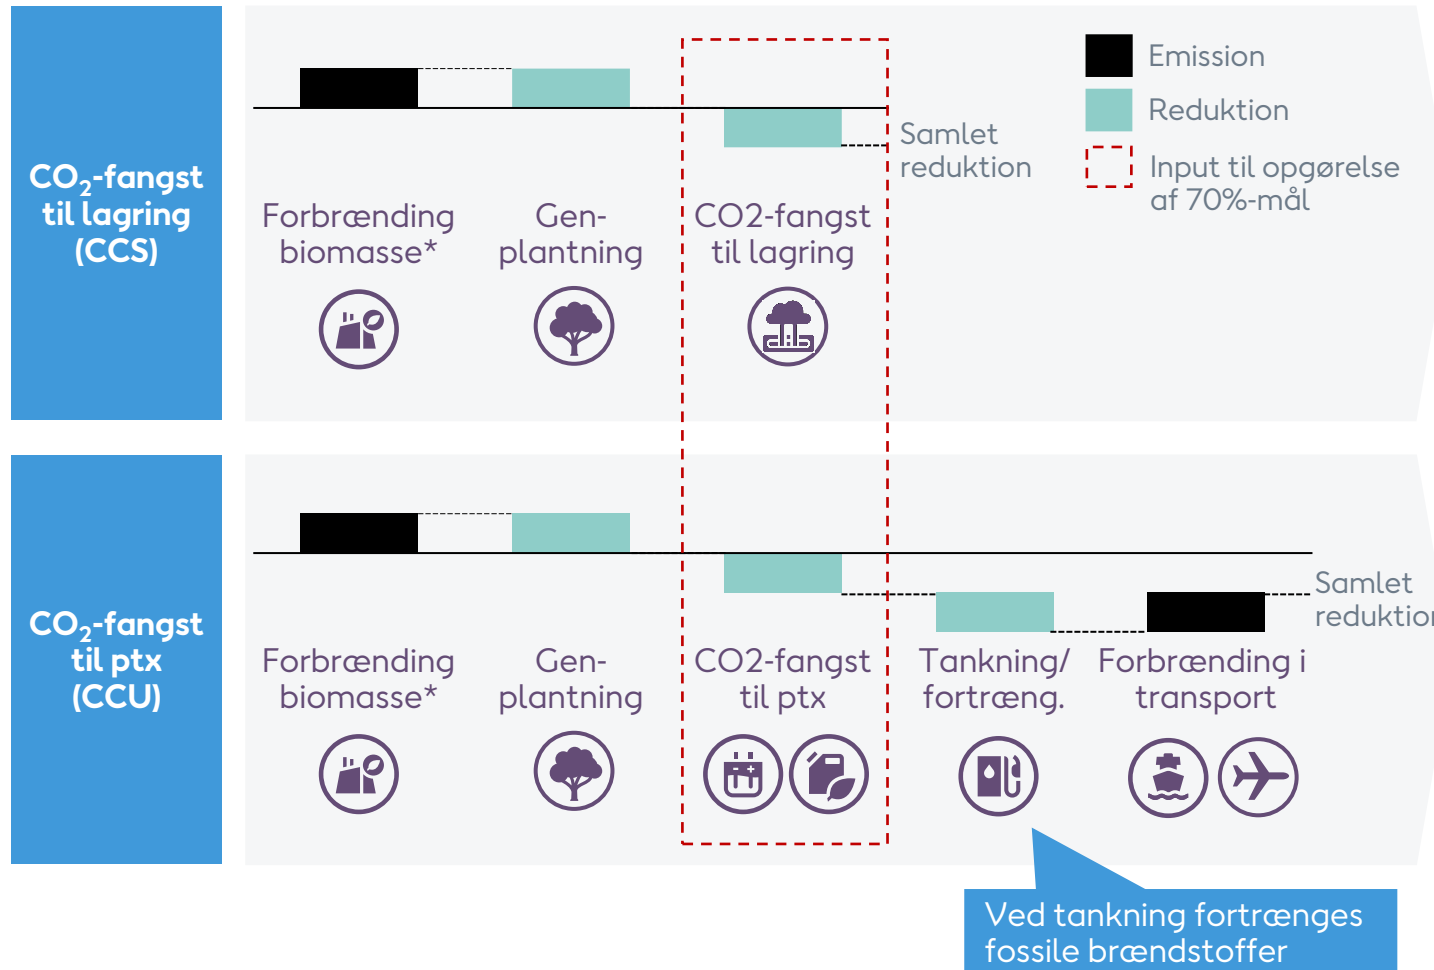 CO₂-fangst
til lagring
(CCS)
Forbrænding
biomasse*
Gen-
plantning
CO2-fangst
til lagring
Samlet
reduktion
Emission
Reduktion
Input til opgørelse
af 70%-mål
CO₂-fangst
til ptx
(CCU)
Forbrænding
biomasse*
Gen-
plantning
CO2-fangst
til ptx
Tankning/
fortræng.
Forbrænding i
transport
Samlet
reduktion
Ved tankning fortrænges
fossile brændstoffer